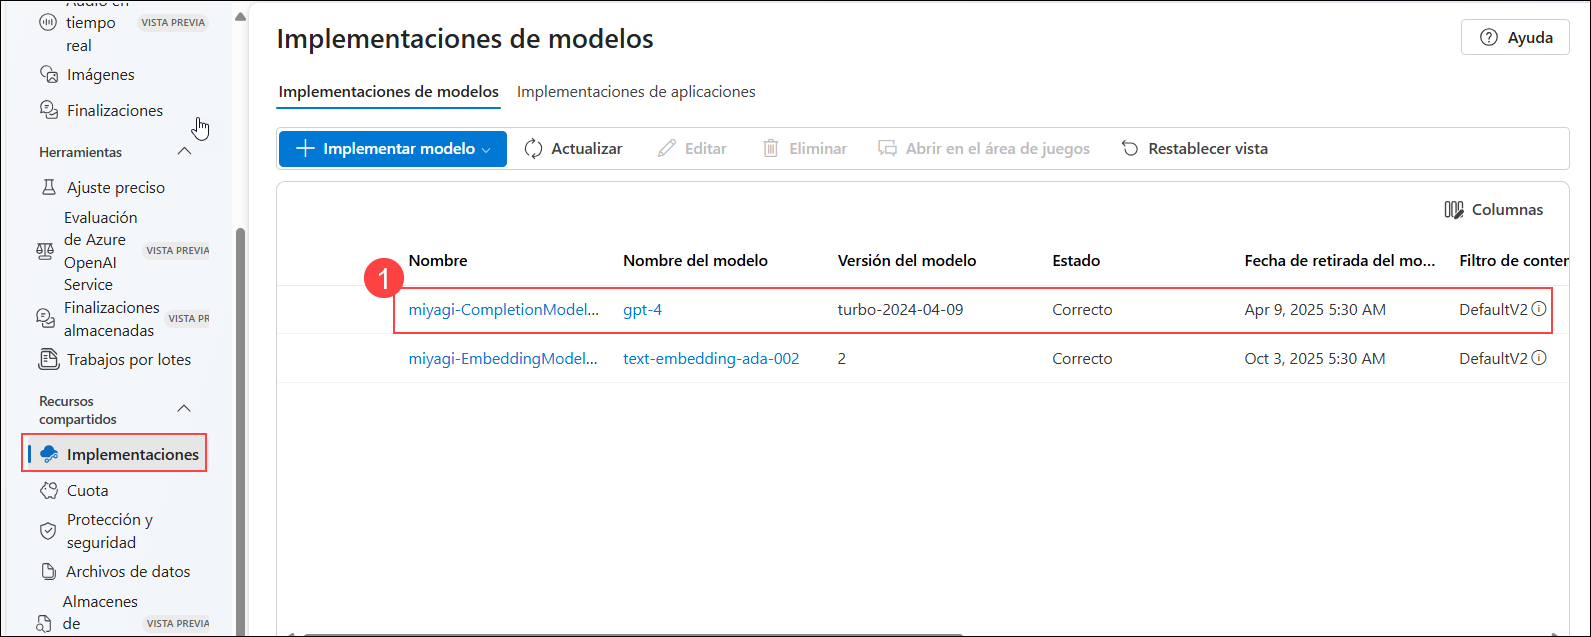 Audio en
tiempo
real
VISTA PREVIA
Imágenes
Finalizaciones
Herramientas
Ajuste preciso
Evaluación
de Azure
OpenAI
Service
VISTA PREVIA
Finalizaciones
almacenadas
VISTA PR
Trabajos por lotes
Recursos
compartidos
Implementaciones
Cuota
Protección y
seguridad
Archivos de datos
Almacenes
de
VISTA PREVIA
Implementaciones de modelos
Ayuda
Implementaciones de modelos Implementaciones de aplicaciones
Implementar modelo Actualizar Editar Eliminar Abrir en el área de juegos Restablecer vista
Columnas
Nombre Nombre del modelo Versión del modelo Estado Fecha de retirada del mo... Filtro de conter
1
miyagi-CompletionModel... gpt-4 turbo-2024-04-09 Correcto Apr 9, 2025 5:30 AM DefaultV2
miyagi-EmbeddingModel... text-embedding-ada-002 2 Correcto Oct 3, 2025 5:30 AM DefaultV2